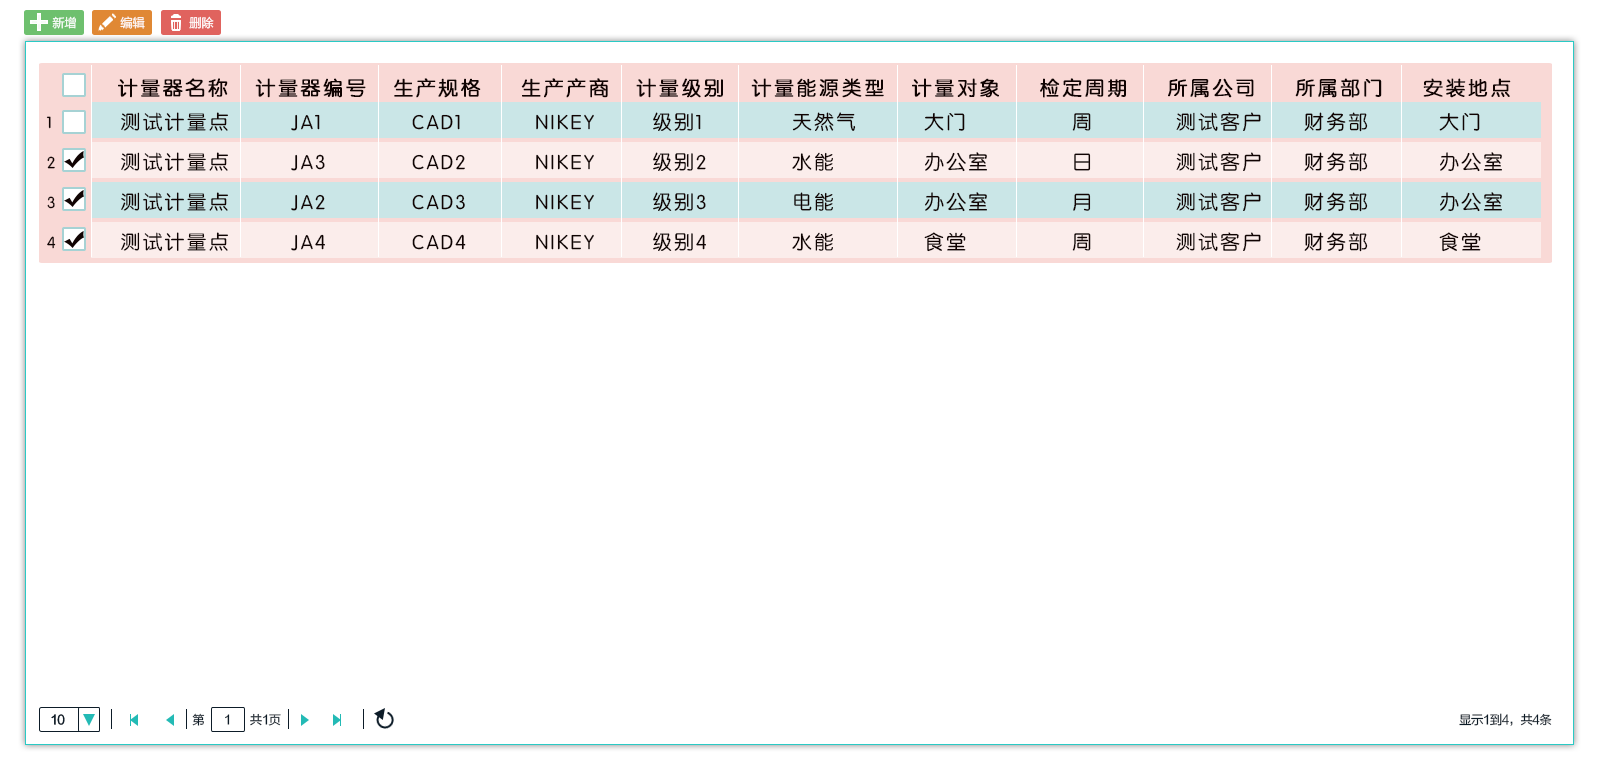 新增 编辑 删除
计量器名称 计量器编号 生产规格 生产产商 计量级别 计量能源类型 计量对象 检定周期 所属公司 所属部门 安装地点
1 测试计量点 JA1 CAD1 NIKEY 级别1 天然气 大门 周 测试客户 财务部 大门
2 测试计量点 JA3 CAD2 NIKEY 级别2 水能 办公室 日 测试客户 财务部 办公室
3 测试计量点 JA2 CAD3 NIKEY 级别3 电能 办公室 月 测试客户 财务部 办公室
4 测试计量点 JA4 CAD4 NIKEY 级别4 水能 食堂 周 测试客户 财务部 食堂
10 第 1 共1页 显示1到4，共4条